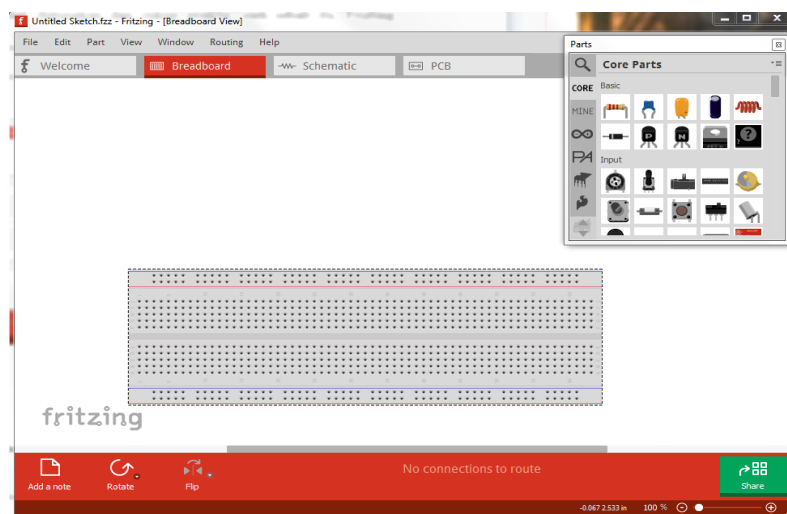 Untitled Sketch.fzz - Fritzing - [Breadboard View]
File Edit Part View Window Routing Help
Welcome
Breadboard
Schematic
PCB
Parts
Core Parts
CORE
MINE
Basic
P
N
?
Input
fritzing
Add a note
Rotate
Flip
No connections to route
Share
-0.067 2.533 in 100 %